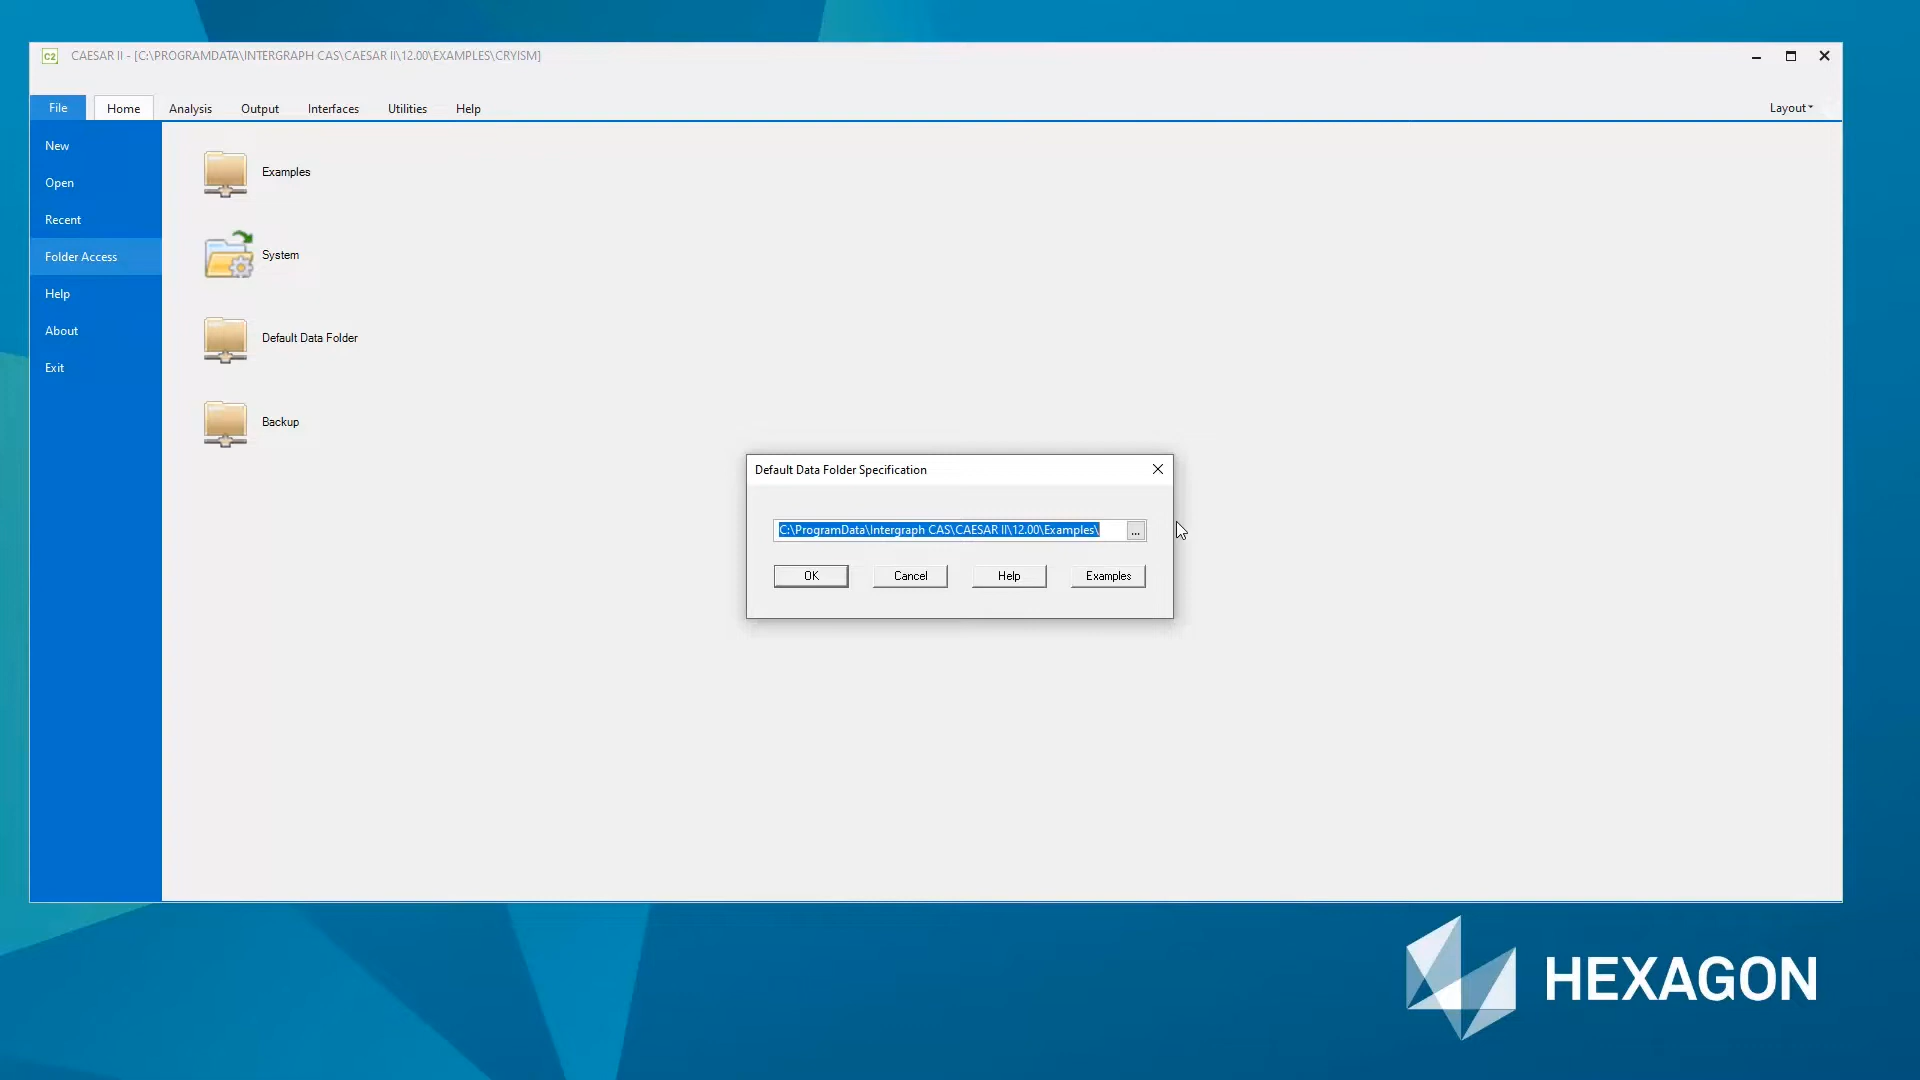 C2 CAESAR II - [C:\PROGRAMDATA\INTERGRAPH CAS\CAESAR II\12.00\EXAMPLES\CRYISM]
File Home Analysis Output Interfaces Utilities Help Layout
New
Open
Recent
Folder Access
Help
About
Exit
Examples
System
Default Data Folder
Backup
Default Data Folder Specification
C:\ProgramData\Intergraph CAS\CAESAR II\12.00\Examples\ ...
OK Cancel Help Examples
HEXAGON